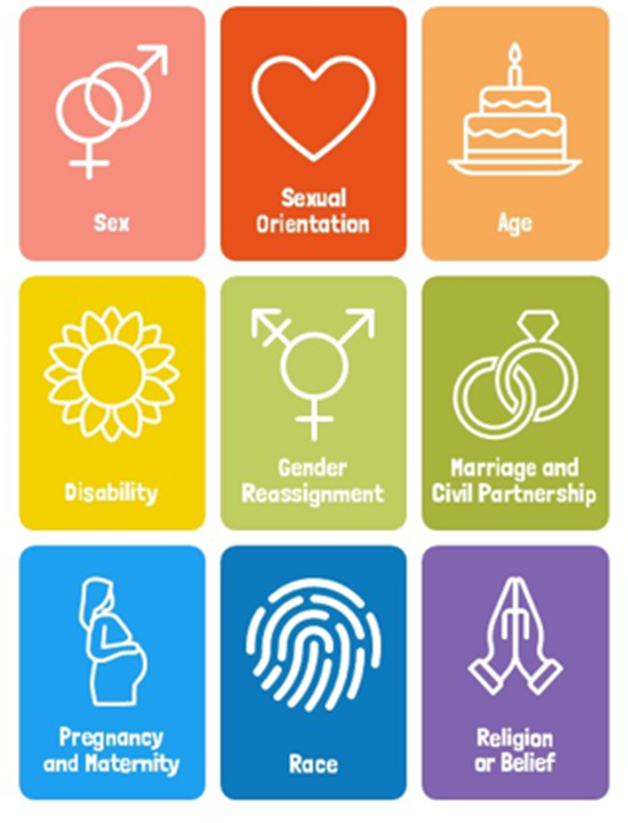 Sex
Sexual
Orientation
Age
Disability
Gender
Reassignment
Marriage and
Civil Partnership
Pregnancy
and Maternity
Race
Religion
or Belief